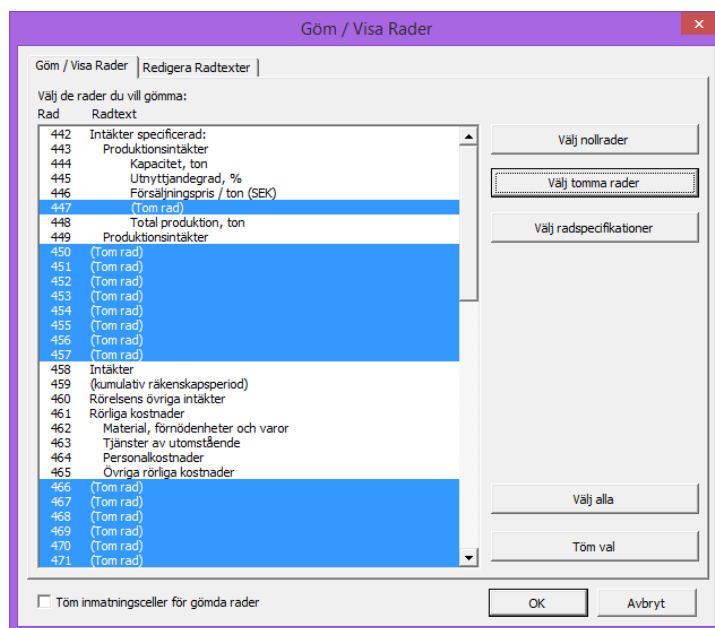 Göm / Visa Rader
x
Göm / Visa Rader
Redigera Radtexter
Välj de rader du vill gömma:
Rad Radtext
442 Intäkter specificerad:
443 Produktionsintäkter
444 Kapacitet, ton
445 Utnyttjandegrad, %
446 Försäljningspris / ton (SEK)
447 (Tom rad)
448 Total produktion, ton
449 Produktionsintäkter
450 (Tom rad)
451 (Tom rad)
452 (Tom rad)
453 (Tom rad)
454 (Tom rad)
455 (Tom rad)
456 (Tom rad)
457 (Tom rad)
458 Intäkter
459 (kumulativ räkenskapsperiod)
460 Rörelsens övriga intäkter
461 Rörliga kostnader
462 Material, förnödenheter och varor
463 Tjänster av utomstående
464 Personalkostnader
465 Övriga rörliga kostnader
466 (Tom rad)
467 (Tom rad)
468 (Tom rad)
469 (Tom rad)
470 (Tom rad)
471 (Tom rad)
Välj nollrader
Välj tomma rader
Välj radspecifikationer
Välj alla
Töm val
Töm inmatningsceller för gömda rader
OK
Avbryt